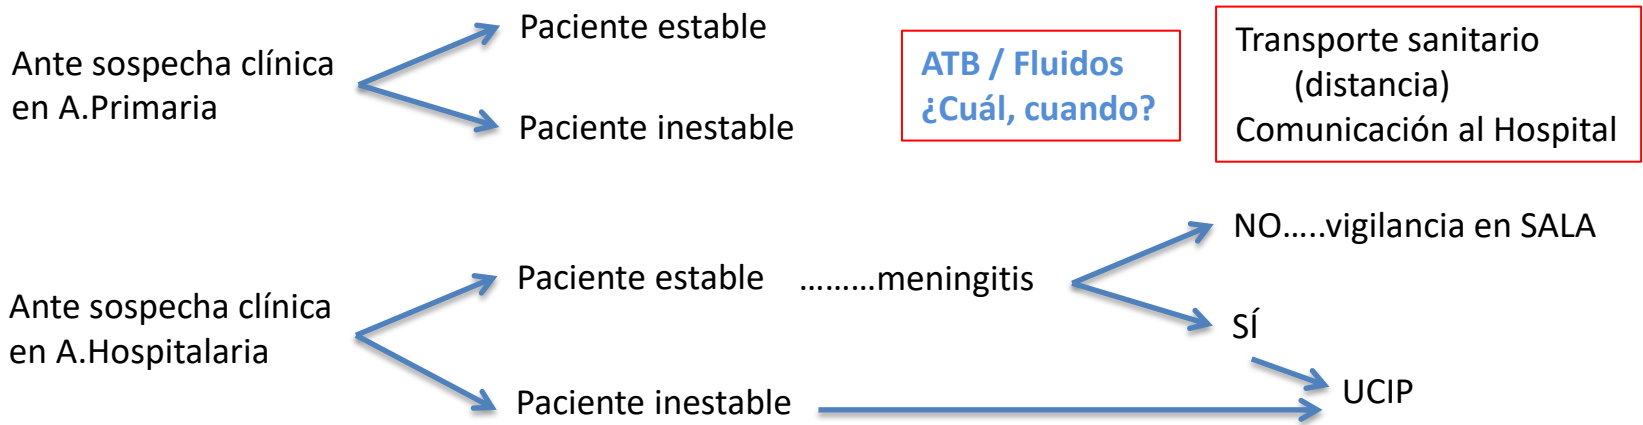 Ante sospecha clínica
en A.Primaria
Paciente estable
Paciente inestable
ATB / Fluidos
¿Cuál, cuando?
Transporte sanitario
(distancia)
Comunicación al Hospital
Ante sospecha clínica
en A.Hospitalaria
Paciente estable ………meningitis
NO…..vigilancia en SALA
SÍ
Paciente inestable
UCIP